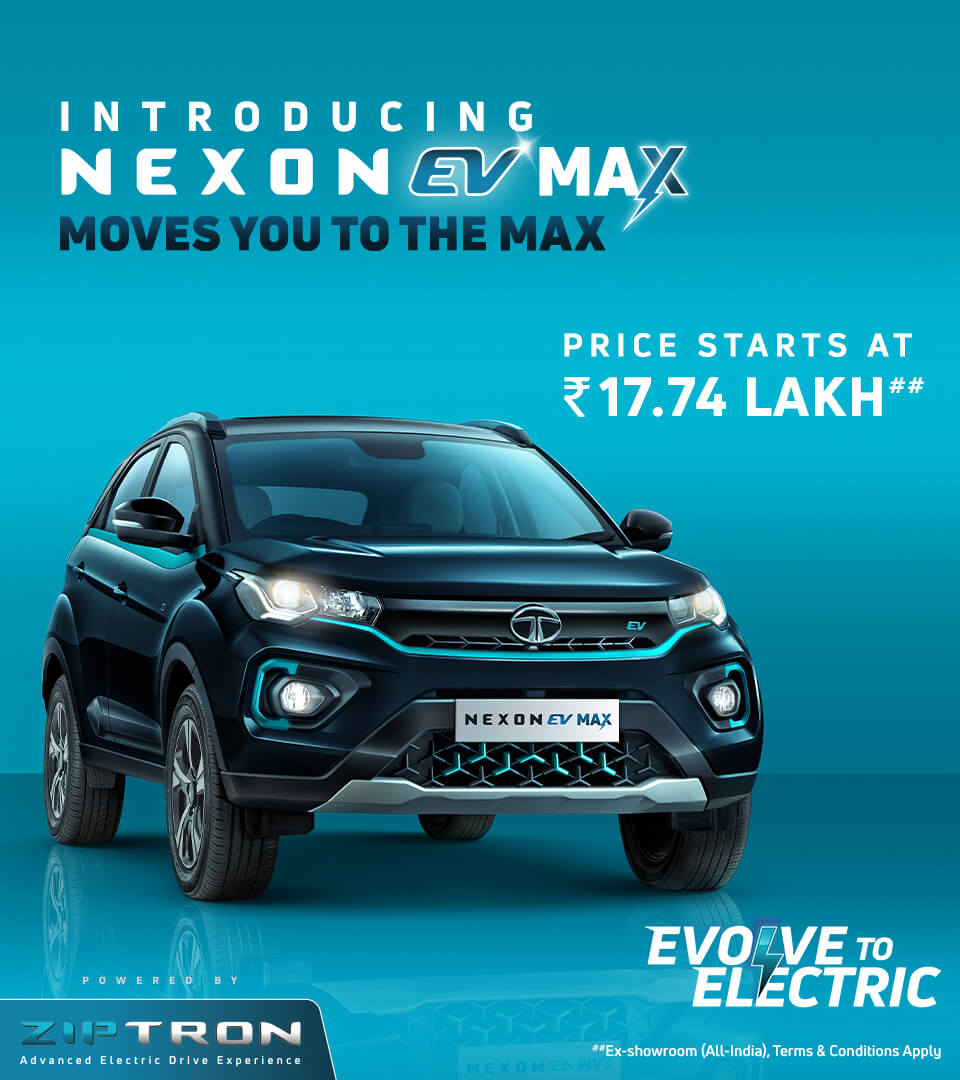 INTRODUCING
NEXON EV MAX
MOVES YOU TO THE MAX
PRICE STARTS AT
₹17.74 LAKH##
EV
NEXON EV MAX
EVOLVE TO
ELECTRIC
POWERED BY
ZIPTRON
Advanced Electric Drive Experience
##Ex-showroom (All-India), Terms & Conditions Apply